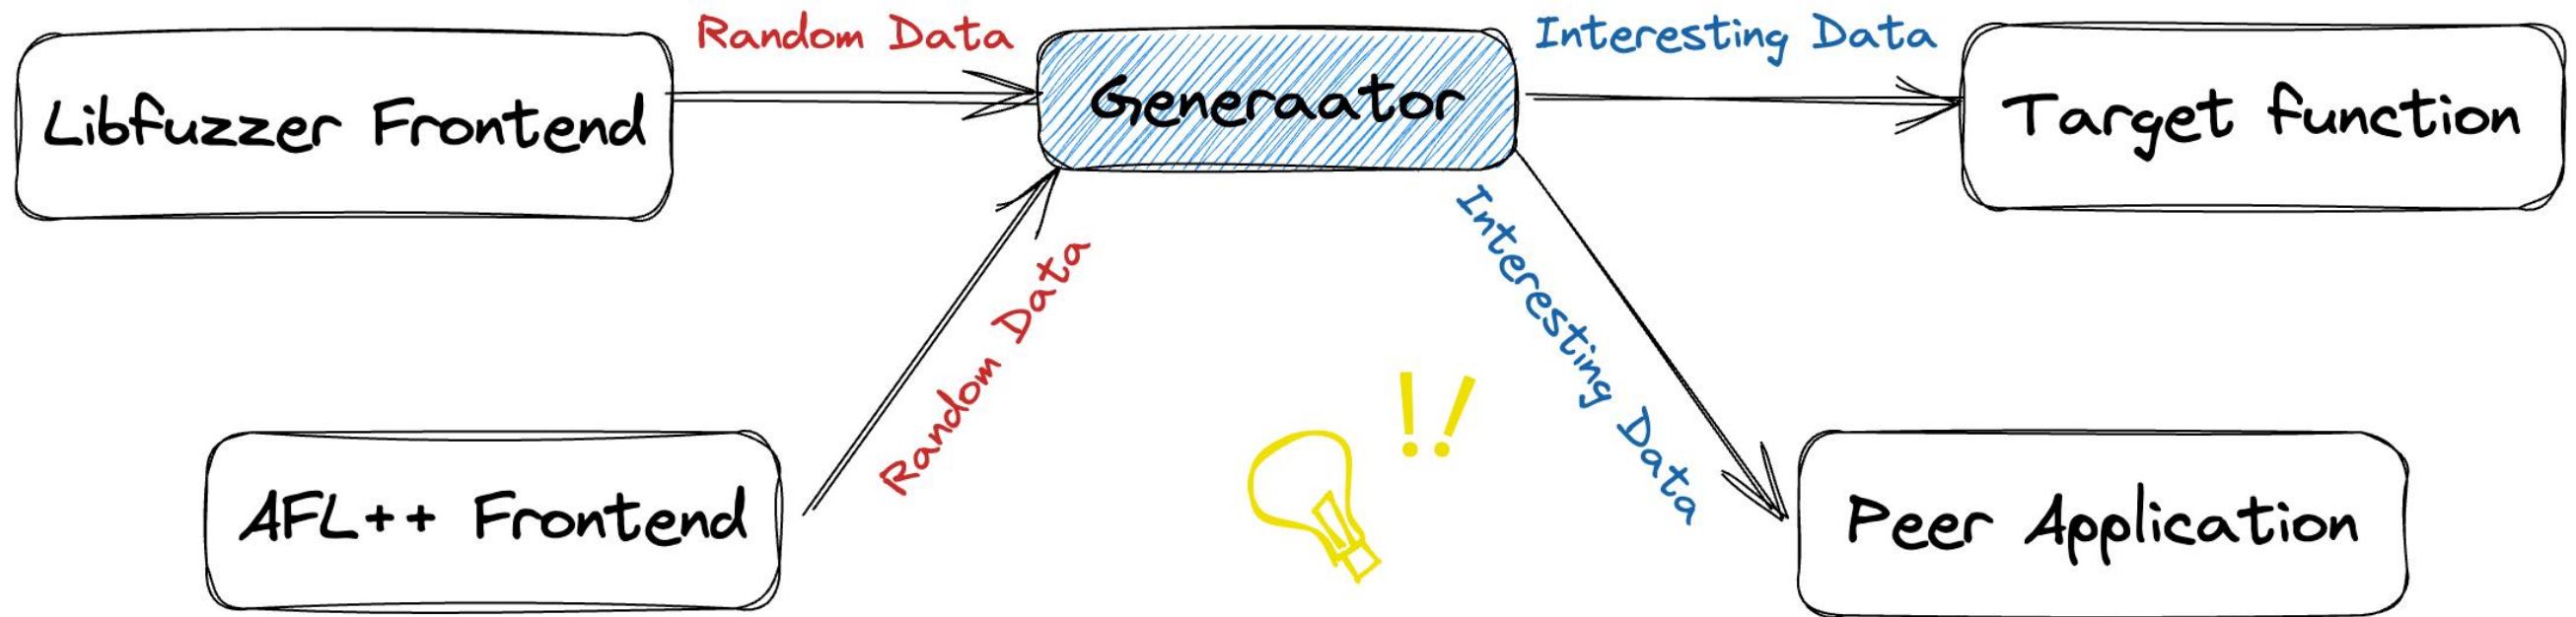 Random Data
Interesting Data
Libfuzzer Frontend
Generaator
Target function
Random Data
Interesting Data
!!
AFL++ Frontend
Peer Application